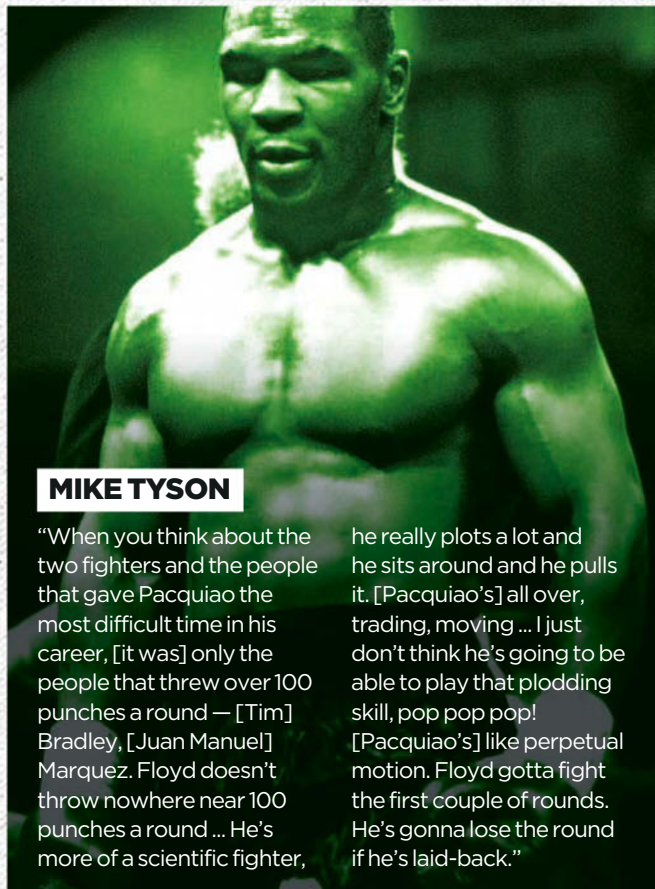 MIKE TYSON
“When you think about the
two fighters and the people
that gave Pacquiao the
most difficult time in his
career, [it was] only the
people that threw over 100
punches a round — [Tim]
Bradley, [Juan Manuel]
Marquez. Floyd doesn’t
throw nowhere near 100
punches a round ... He’s
more of a scientific fighter,
he really plots a lot and
he sits around and he pulls
it. [Pacquiao’s] all over,
trading, moving ... I just
don’t think he’s going to be
able to play that plodding
skill, pop pop pop!
[Pacquiao’s] like perpetual
motion. Floyd gotta fight
the first couple of rounds.
He’s gonna lose the round
if he’s laid-back.”